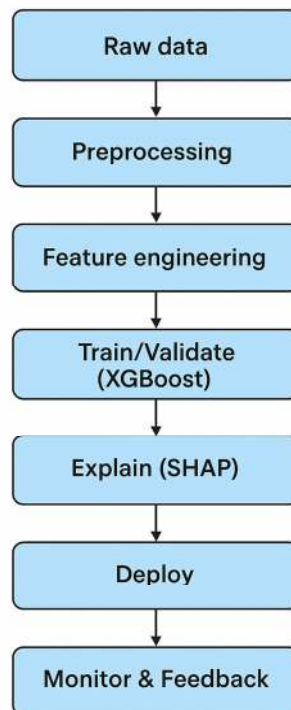 Raw data
Preprocessing
Feature engineering
Train/Validate
(XGBoost)
Explain (SHAP)
Deploy
Monitor & Feedback